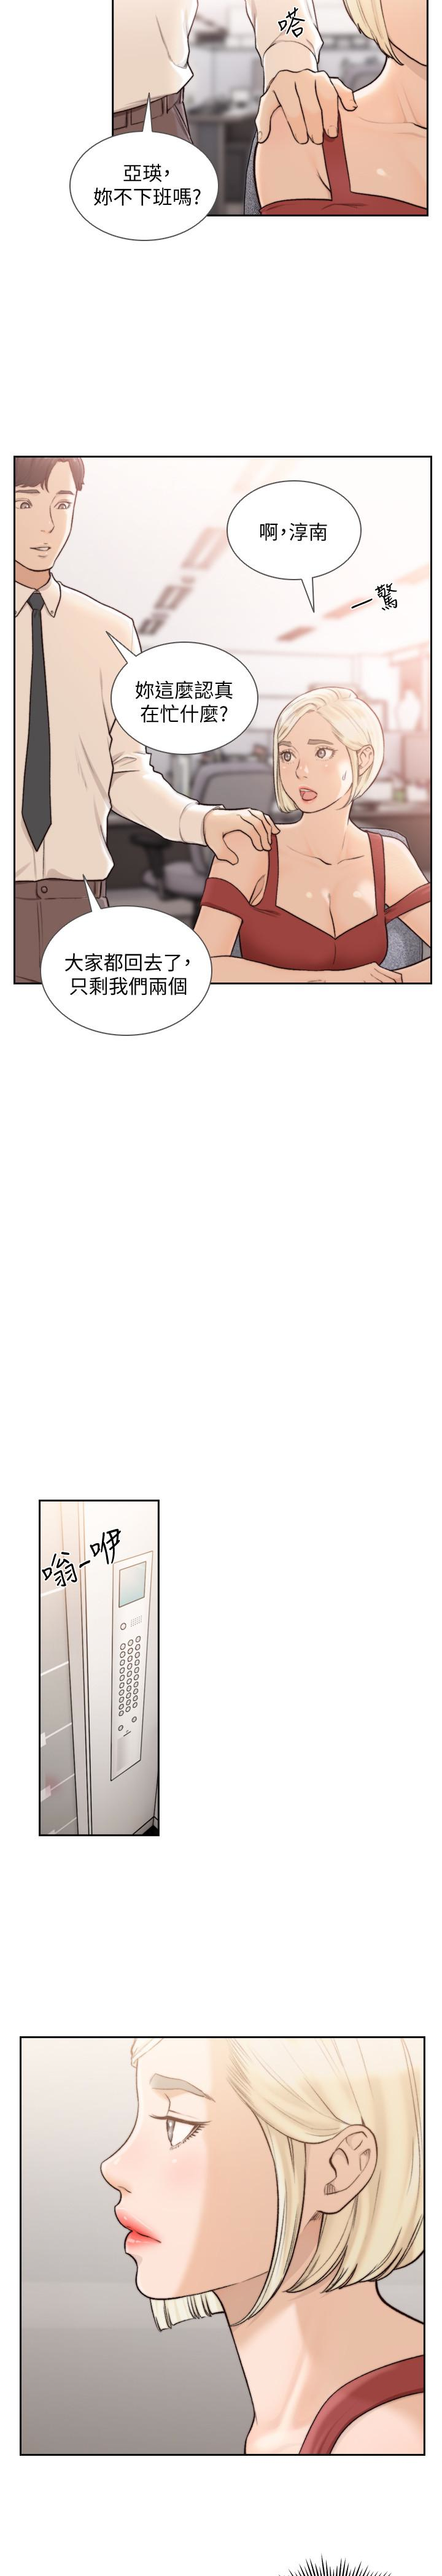 嗒
亞瑛，
妳不下班嗎?
啊，淳南
一驚
妳這麼認真
在忙什麼?
大家都回去了，
只剩我們兩個
嗡-咿